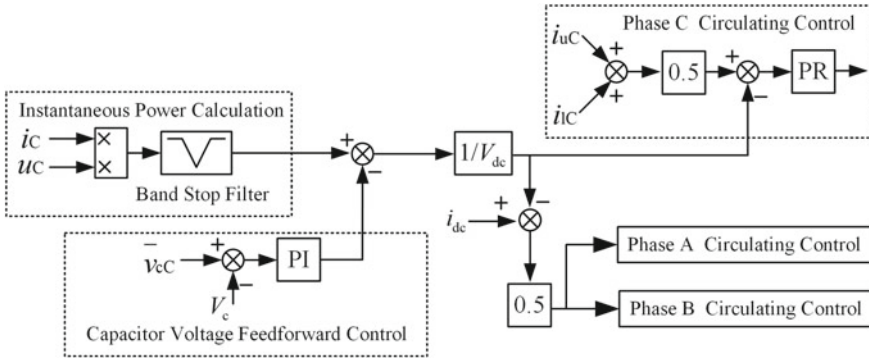 Phase C Circulating Control
iuC
+
+
ilC
0.5
+
−
PR
Instantaneous Power Calculation
iC
uC
×
×
Band Stop Filter
+
−
1/Vdc
idc
+
−
0.5
Phase A Circulating Control
Phase B Circulating Control
v̄cC
+
−
Vc
PI
Capacitor Voltage Feedforward Control